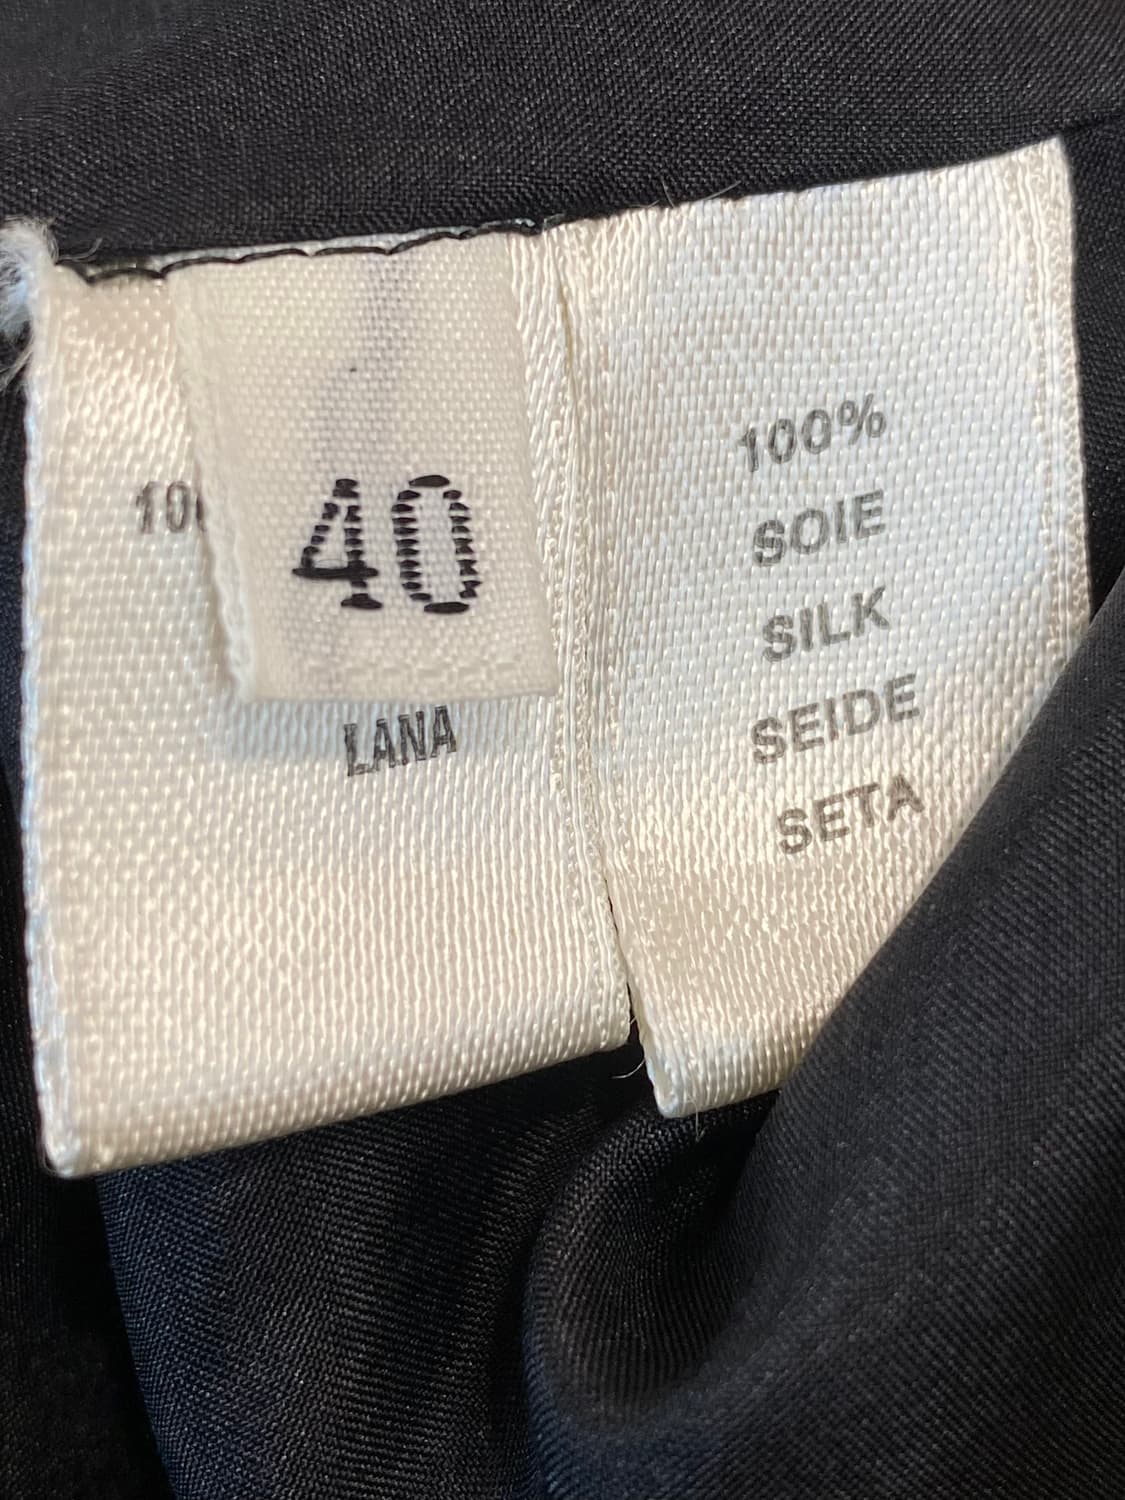 40
LANA
100%
SOIE
SILK
SEIDE
SETA